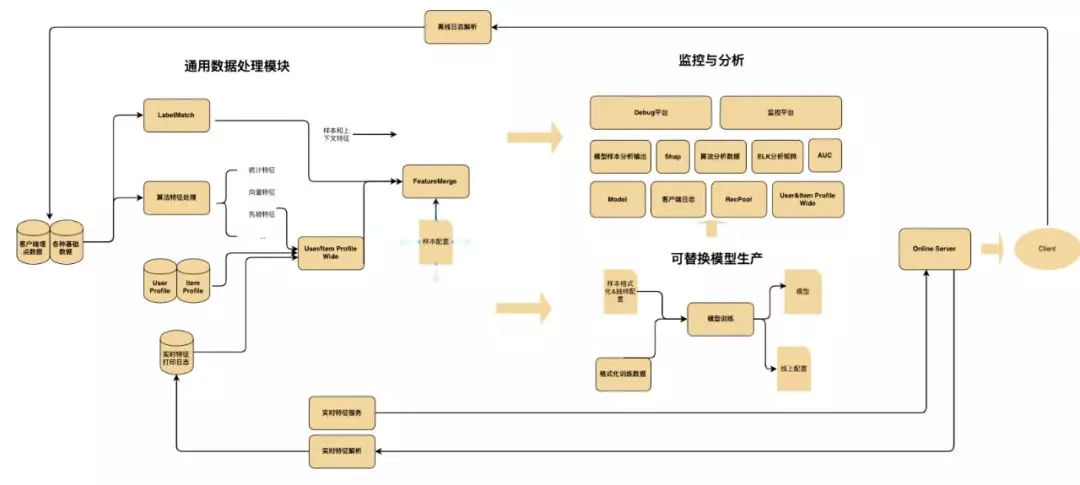 离线日志解析
通用数据处理模块
监控与分析
LabelMatch
样本和上
下文特征
Debug平台
监控平台
模型样本分析输出
Shap
算法分析数据
ELK分析矩阵
AUC
统计特征
FeatureMerge
算法特征处理
向量特征
Model
客户端日志
RecPool
User&Item Profile
Wide
先验特征
...
客户端埋
点数据
各种基础
数据
User/Item Profile
Wide
样本配置
Online Server
Client
可替换模型生产
User
Profile
Item
Profile
样本格式
化&抽样配
置
模型
模型训练
实时特征
打印日志
格式化训练数据
线上配置
实时特征服务
实时特征解析